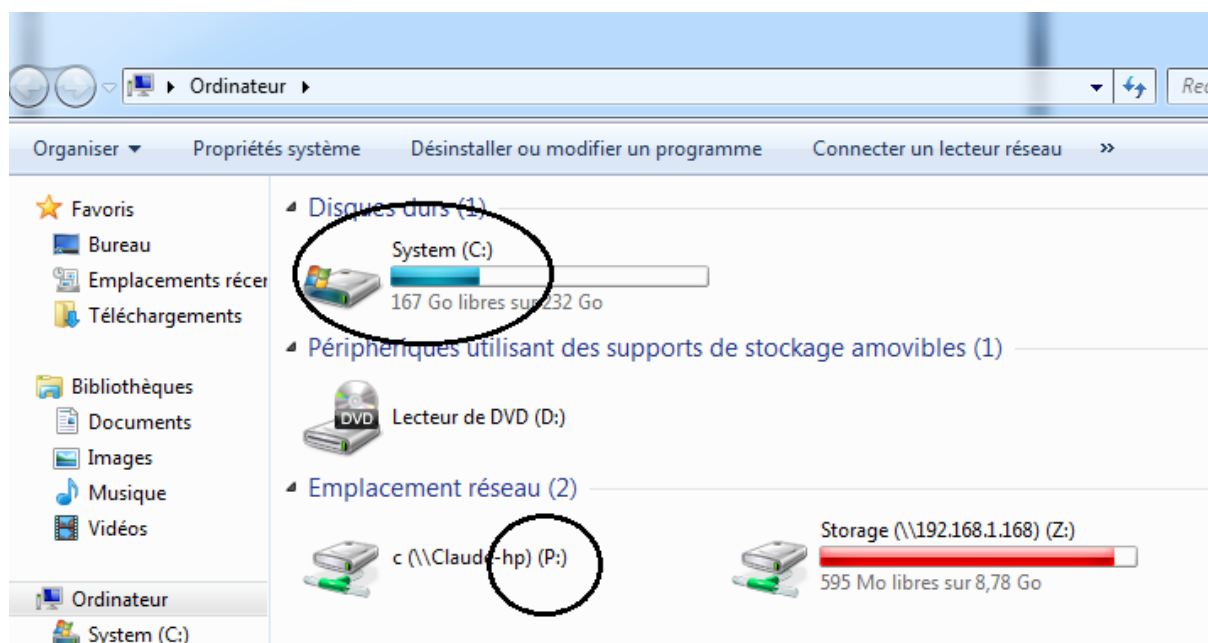 Ordinateur
Rec
Organiser
Propriétés système
Désinstaller ou modifier un programme
Connecter un lecteur réseau
»
Favoris
Bureau
Emplacements récer
Téléchargements
Bibliothèques
Documents
Images
Musique
Vidéos
Ordinateur
System (C:)
Disques durs (1)
System (C:)
167 Go libres sur 232 Go
Périphériques utilisant des supports de stockage amovibles (1)
DVD
Lecteur de DVD (D:)
Emplacement réseau (2)
c (\\Claude-hp) (P:)
Storage (\\192.168.1.168) (Z:)
595 Mo libres sur 8,78 Go